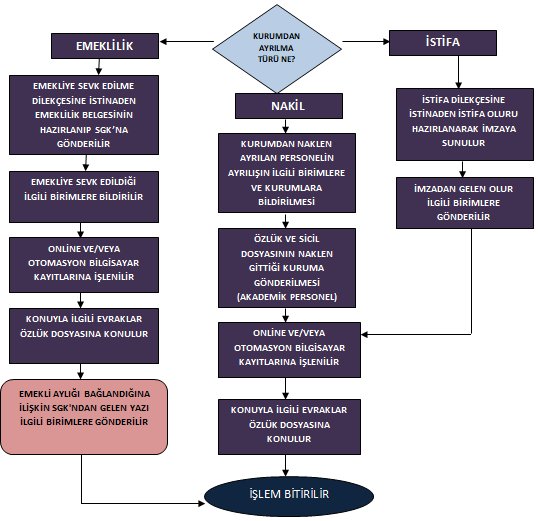 KURUMDAN
AYRILMA
TÜRÜ NE?
EMEKLİLİK
EMEKLİYE SEVK EDİLME
DİLEKÇESİNE İSTİNADEN
EMEKLİLİK BELGESİNİN
HAZIRLANIP SGK'NA
GÖNDERİLİR
EMEKLİYE SEVK EDİLDİĞİ
İLGİLİ BİRİMLERE BİLDİRİLİR
ONLINE VE/VEYA
OTOMASYON BİLGİSAYAR
KAYITLARINA İŞLENİLİR
KONUYLA İLGİLİ EVRAKLAR
ÖZLÜK DOSYASINA KONULUR
EMEKLİ AYLIĞI BAĞLANDIĞINA
İLİŞKİN SGK'NDAN GELEN YAZI
İLGİLİ BİRİMLERE GÖNDERİLİR
NAKİL
KURUMDAN NAKLEN
AYRILAN PERSONELİN
AYRILIŞIN İLGİLİ BİRİMLERE
VE KURUMLARA
BİLDİRİLMESİ
ÖZLÜK VE SİCİL
DOSYASININ NAKLEN
GİTTİĞİ KURUMA
GÖNDERİLMESİ
(AKADEMİK PERSONEL)
ONLINE VE/VEYA
OTOMASYON BİLGİSAYAR
KAYITLARINA İŞLENİLİR
KONUYLA İLGİLİ EVRAKLAR
ÖZLÜK DOSYASINA
KONULUR
İSTİFA
İSTİFA DİLEKÇESİNE
İSTİNADEN İSTİFA OLURU
HAZIRLANARAK İMZAYA
SUNULUR
İMZADAN GELEN OLUR
İLGİLİ BİRİMLERE
GÖNDERİLİR
İŞLEM BİTİRİLİR